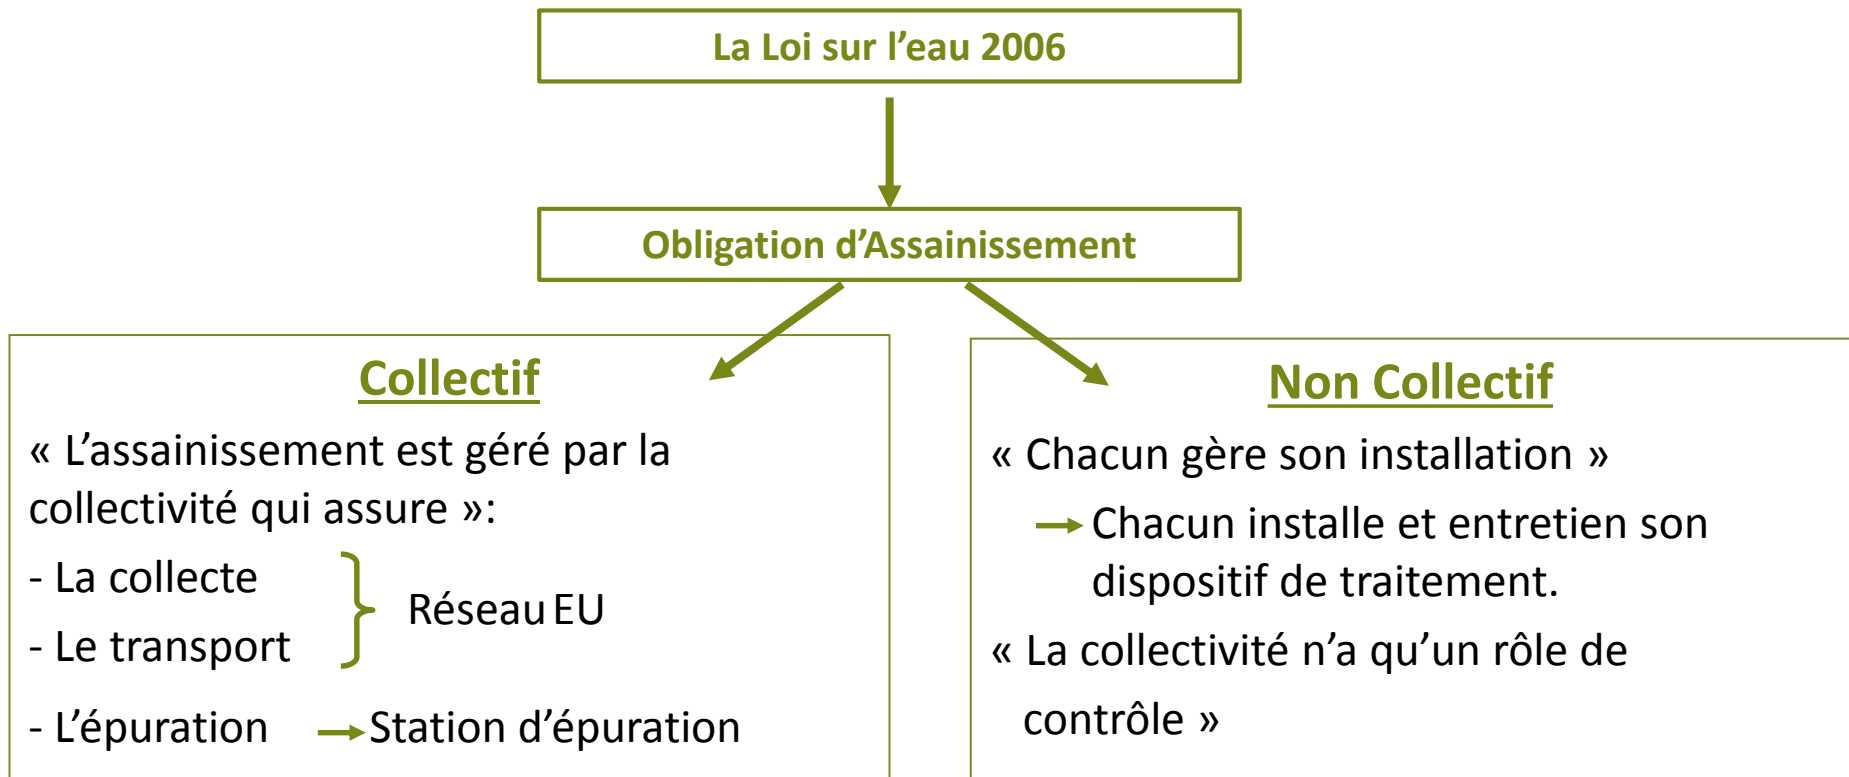 La Loi sur l’eau 2006
Obligation d’Assainissement
Collectif
« L’assainissement est géré par la
collectivité qui assure »:
- La collecte
- Le transport
Réseau EU
- L’épuration
Station d’épuration
Non Collectif
« Chacun gère son installation »
Chacun installe et entretien son
dispositif de traitement.
« La collectivité n’a qu’un rôle de
contrôle »